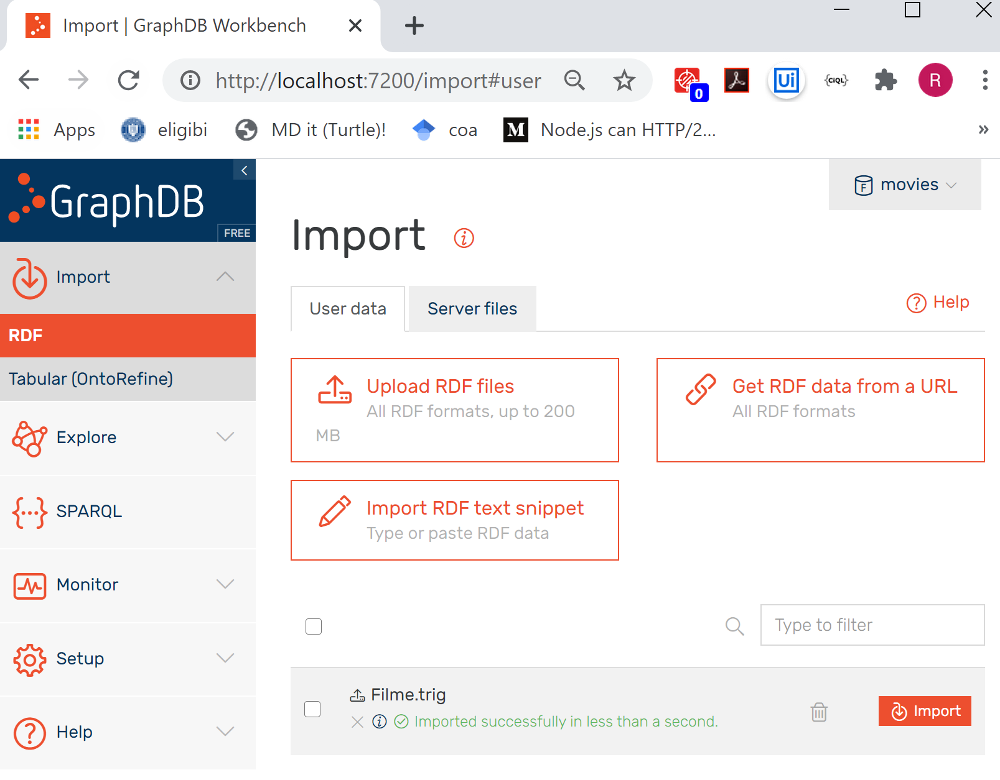 Import | GraphDB Workbench
http://localhost:7200/import#user
0
Ui
{CIQL}
R
Apps
eligibi
MD it (Turtle)!
coa
M
Node.js can HTTP/2...
»
GraphDB
FREE
F movies
Import
Import
RDF
Tabular (OntoRefine)
Explore
SPARQL
Monitor
Setup
Help
User data
Server files
Help
Upload RDF files
All RDF formats, up to 200
MB
Get RDF data from a URL
All RDF formats
Import RDF text snippet
Type or paste RDF data
Type to filter
Filme.trig
Imported successfully in less than a second.
Import